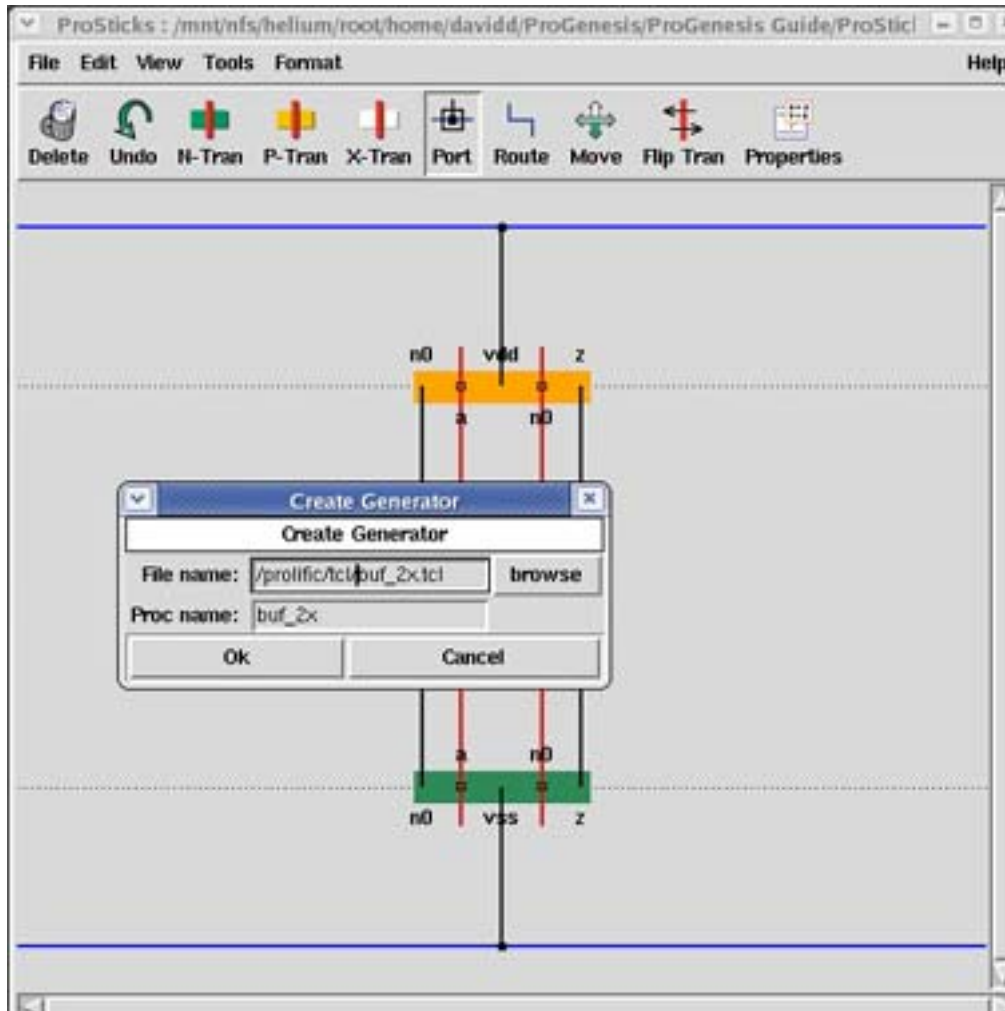 ProSticks : /mnt/nfs/helium/root/home/davidd/ProGenesis/ProGenesis Guide/ProStic
File Edit View Tools Format Help
Delete Undo N-Tran P-Tran X-Tran Port Route Move Flip Tran Properties
n0 vdd z
a n0
Create Generator
Create Generator
File name: /prolific/tcl/buf_2x.tcl browse
Proc name: buf_2x
Ok Cancel
a n0
n0 vss z